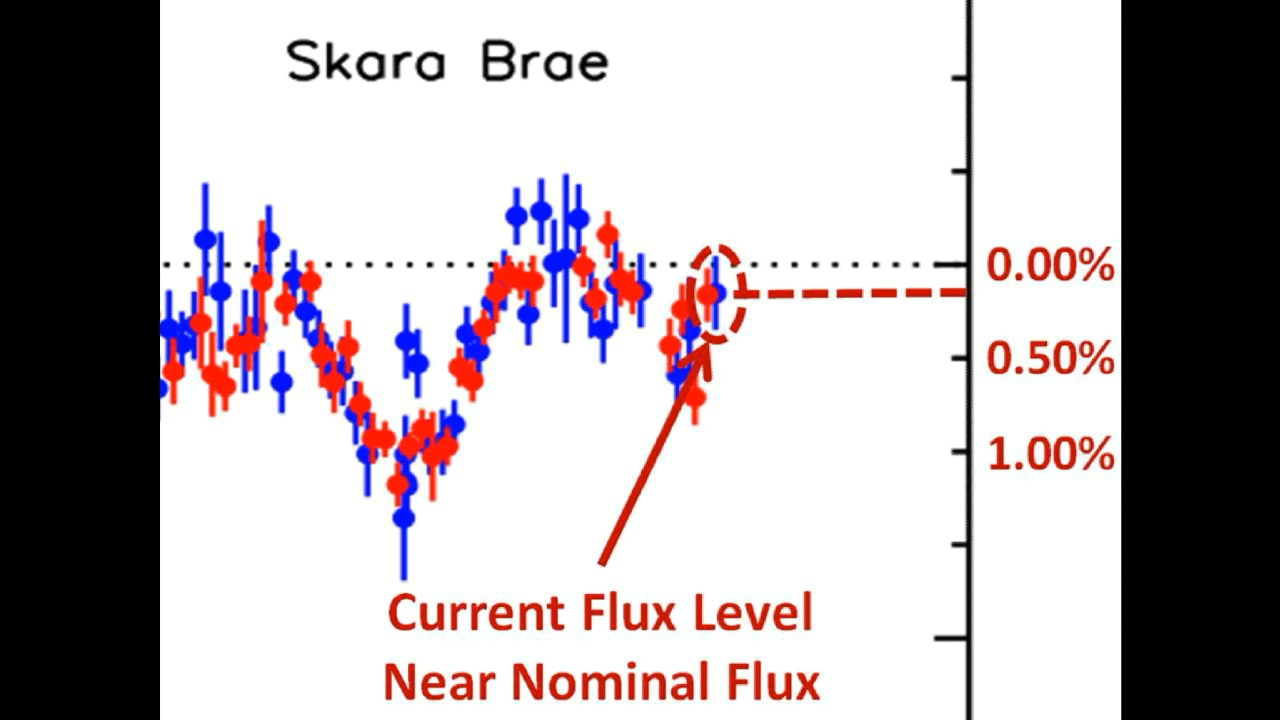 Skara Brae
0.00%
0.50%
1.00%
Current Flux Level
Near Nominal Flux